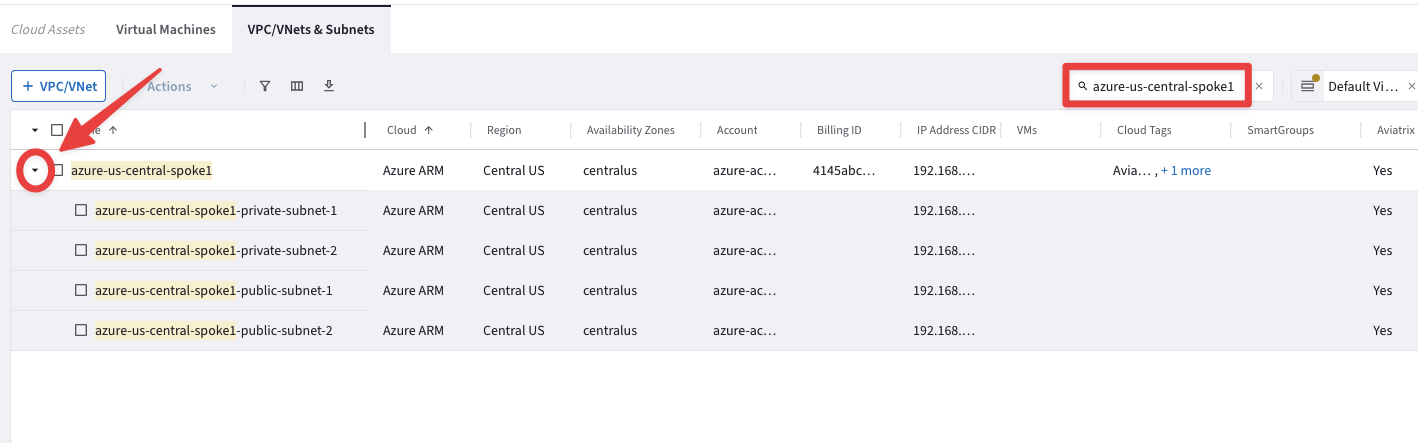 Cloud Assets Virtual Machines VPC/VNets & Subnets
+ VPC/VNet Actions azure-us-central-spoke1 × Default Vi... ×
Cloud Region Availability Zones Account Billing ID IP Address CIDR VMs Cloud Tags SmartGroups Aviatrix
azure-us-central-spoke1 Azure ARM Central US centralus azure-ac... 4145abc... 192.168.... Avia... , + 1 more Yes
azure-us-central-spoke1-private-subnet-1 Azure ARM Central US centralus azure-ac... 192.168.... Yes
azure-us-central-spoke1-private-subnet-2 Azure ARM Central US centralus azure-ac... 192.168.... Yes
azure-us-central-spoke1-public-subnet-1 Azure ARM Central US centralus azure-ac... 192.168.... Yes
azure-us-central-spoke1-public-subnet-2 Azure ARM Central US centralus azure-ac... 192.168.... Yes